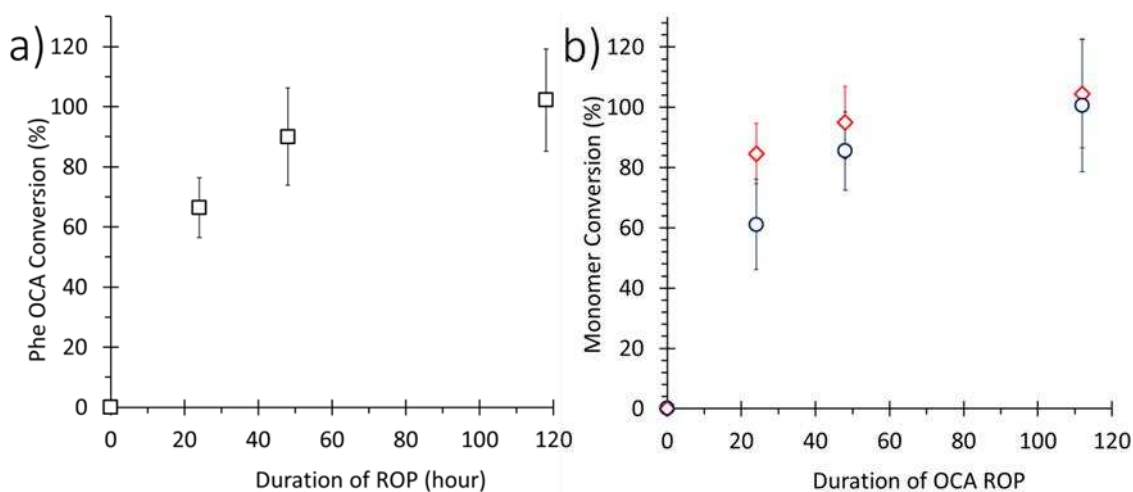 a)
Phe OCA Conversion (%)
120
100
80
60
40
20
0
0 20 40 60 80 100 120
Duration of ROP (hour)
b)
Monomer Conversion (%)
120
100
80
60
40
20
0
0 20 40 60 80 100 120
Duration of OCA ROP